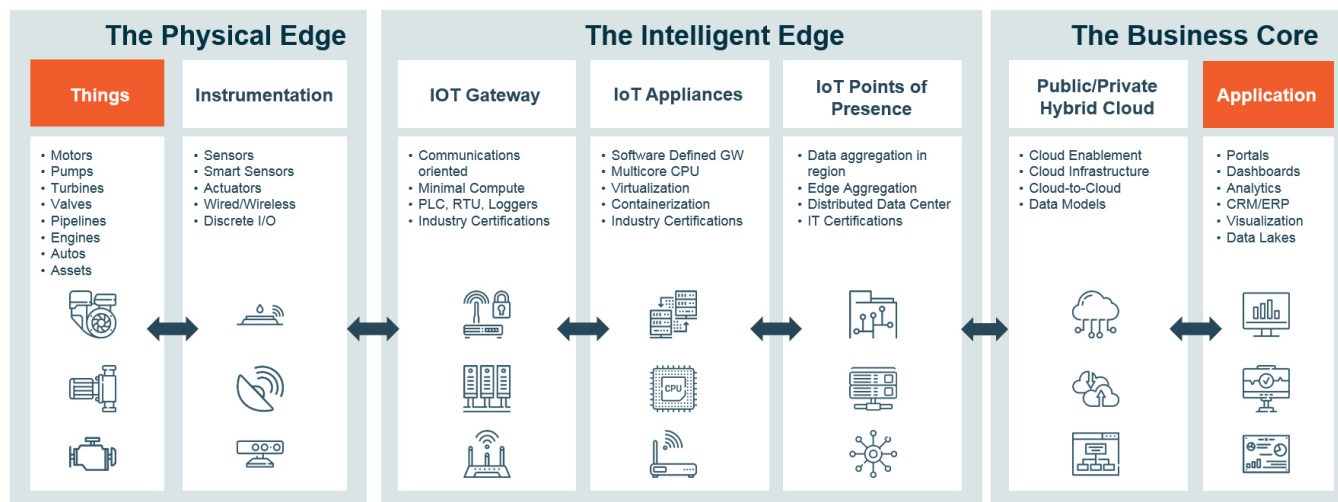 The Physical Edge
The Intelligent Edge
The Business Core
Things
Instrumentation
IOT Gateway
IoT Appliances
IoT Points of
Presence
Public/Private
Hybrid Cloud
Application
• Motors
• Pumps
• Turbines
• Valves
• Pipelines
• Engines
• Autos
• Assets
• Sensors
• Smart Sensors
• Actuators
• Wired/Wireless
• Discrete I/O
• Communications
oriented
• Minimal Compute
• PLC, RTU, Loggers
• Industry Certifications
• Software Defined GW
• Multicore CPU
• Virtualization
• Containerization
• Industry Certifications
• Data aggregation in
region
• Edge Aggregation
• Distributed Data Center
• IT Certifications
• Cloud Enablement
• Cloud Infrastructure
• Cloud-to-Cloud
• Data Models
• Portals
• Dashboards
• Analytics
• CRM/ERP
• Visualization
• Data Lakes
CPU